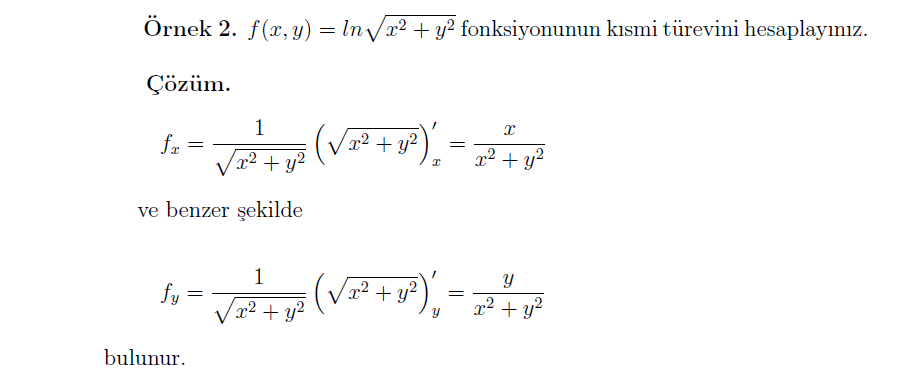 Örnek 2. f(x, y) = ln√(x² + y²) fonksiyonunun kısmi türevini hesaplayınız.
Çözüm.
fₓ = 1/√(x² + y²) (√(x² + y²))′ₓ = x/(x² + y²)
ve benzer şekilde
f_y = 1/√(x² + y²) (√(x² + y²))′_y = y/(x² + y²)
bulunur.